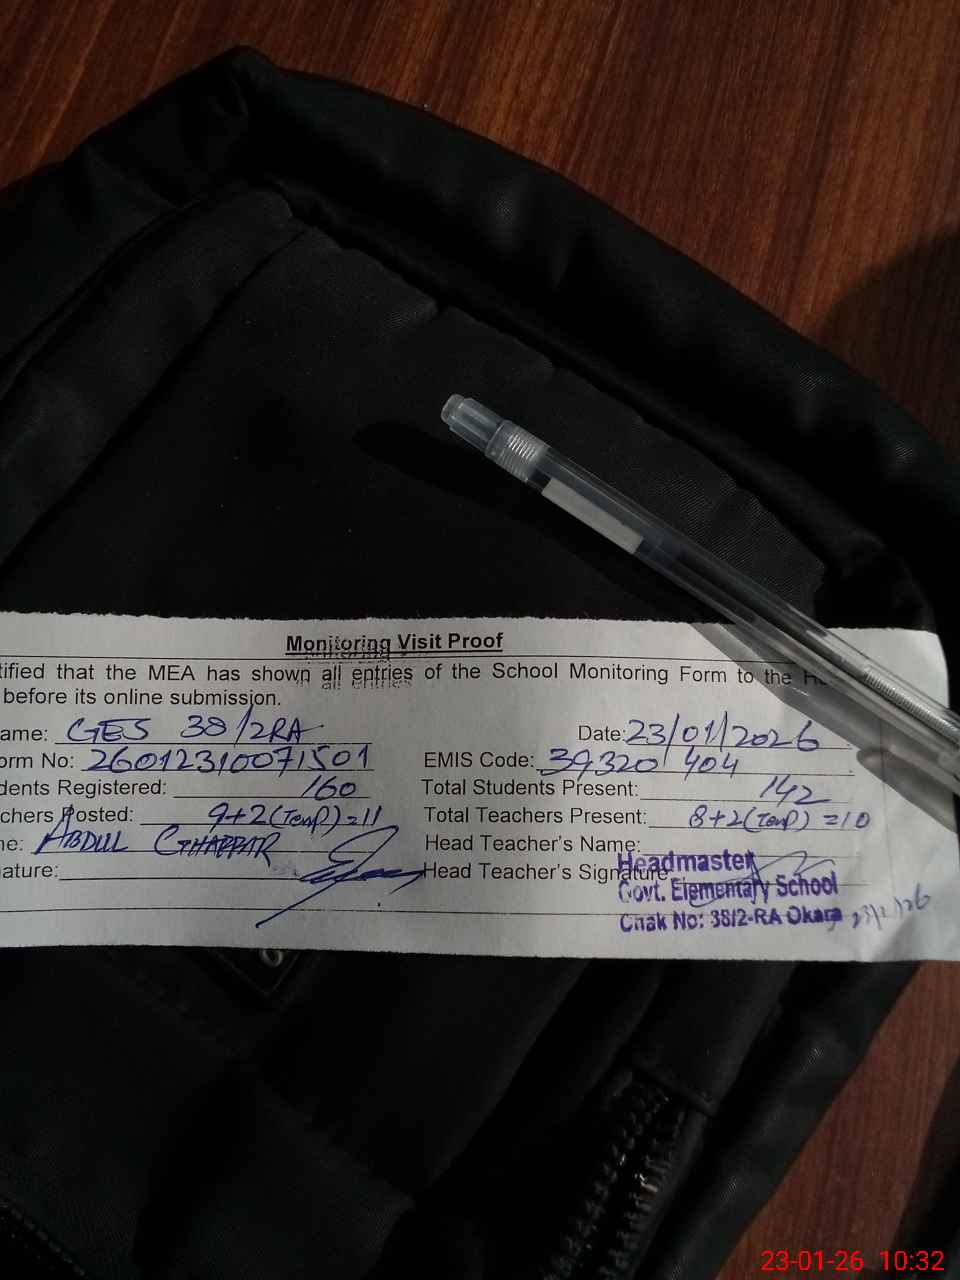 Monitoring Visit Proof
tified that the MEA has shown all entries of the School Monitoring Form to the He
before its online submission.
ame: GES 38/2RA Date: 23/01/2026
orm No: 26012310071501 EMIS Code: 39320404
dents Registered: 160 Total Students Present: 142
chers Posted: 9+2(Temp)=11 Total Teachers Present: 8+2(Temp)=10
ne: ABDUL GHAFFAR Head Teacher's Name:
ature: Head Teacher's Signature:
Headmaster
Govt. Elementary School
Chak No: 38/2-RA Okara
23-01-26 10:32